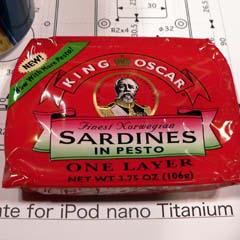 NEW!
Now With More Pesto!
KING OSCAR
Finest Norwegian
SARDINES
IN PESTO
ONE LAYER
NET WT 3.75 OZ (106g)
R2x4
te for iPod nano Titanium